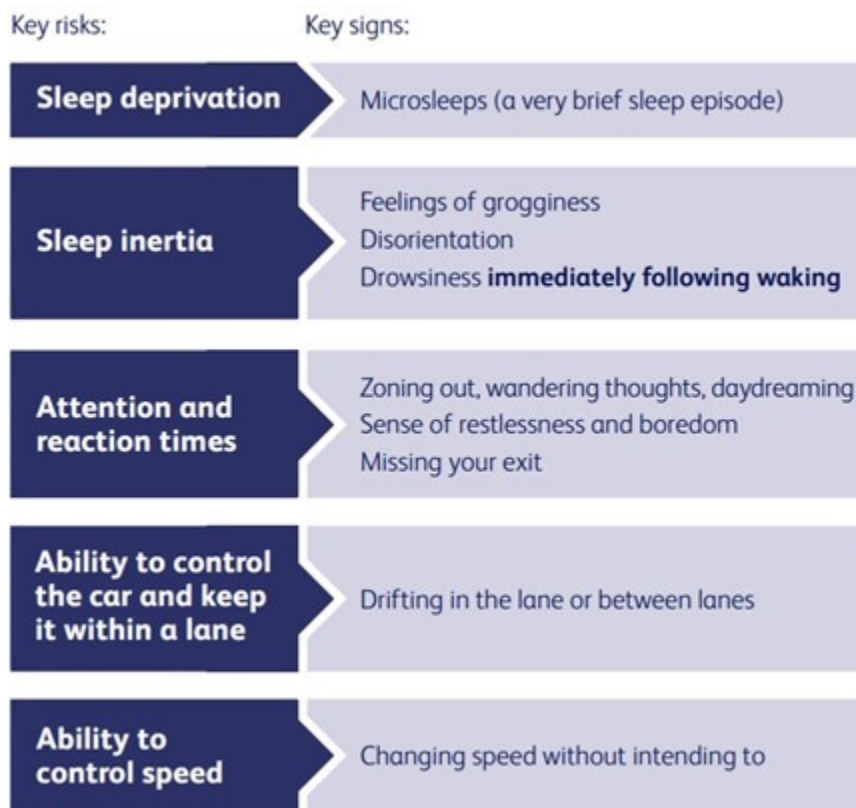 Key risks:
Key signs:
Sleep deprivation
Microsleeps (a very brief sleep episode)
Sleep inertia
Feelings of grogginess
Disorientation
Drowsiness immediately following waking
Attention and
reaction times
Zoning out, wandering thoughts, daydreaming
Sense of restlessness and boredom
Missing your exit
Ability to control
the car and keep
it within a lane
Drifting in the lane or between lanes
Ability to
control speed
Changing speed without intending to